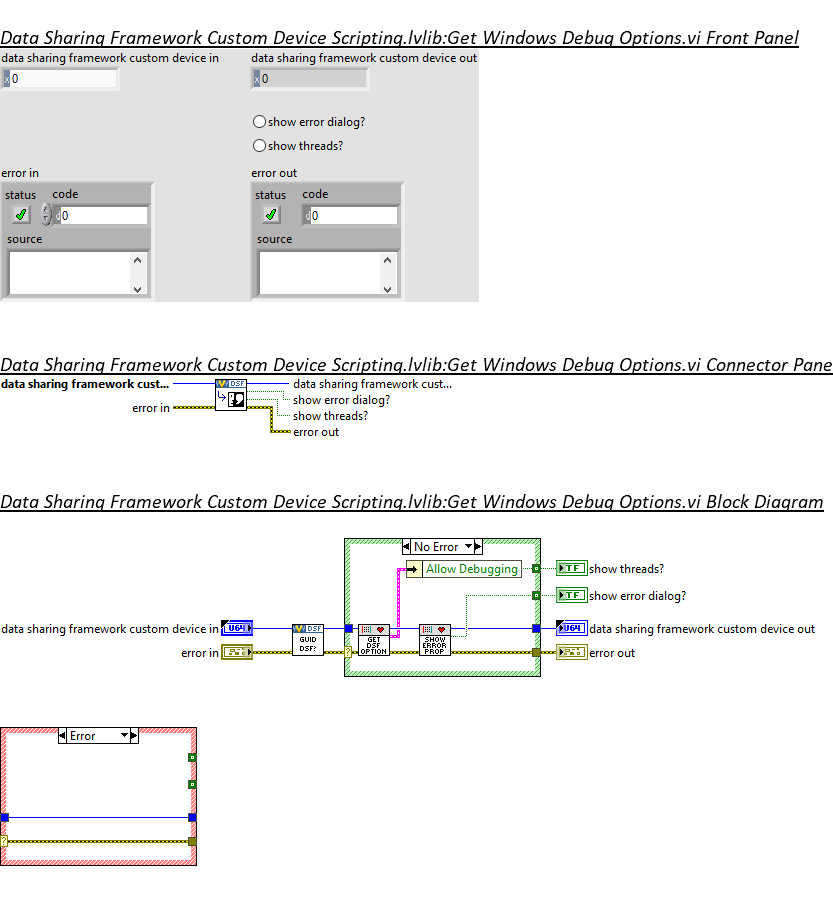 Data Sharing Framework Custom Device Scripting.lvlib:Get Windows Debug Options.vi Front Panel
data sharing framework custom device in
data sharing framework custom device out
x 0
x 0
show error dialog?
show threads?
error in
error out
status code
status code
d 0
d 0
source
source
Data Sharing Framework Custom Device Scripting.lvlib:Get Windows Debug Options.vi Connector Pane
data sharing framework cust...
DSF
data sharing framework cust...
show error dialog?
error in
show threads?
error out
Data Sharing Framework Custom Device Scripting.lvlib:Get Windows Debug Options.vi Block Diagram
No Error
Allow Debugging
TF
show threads?
TF
show error dialog?
data sharing framework custom device in
U64
DSF
GUID
DSF?
GET
DSF
OPTION
SHOW
ERROR
PROP
U64
data sharing framework custom device out
error in
?
error out
Error
?